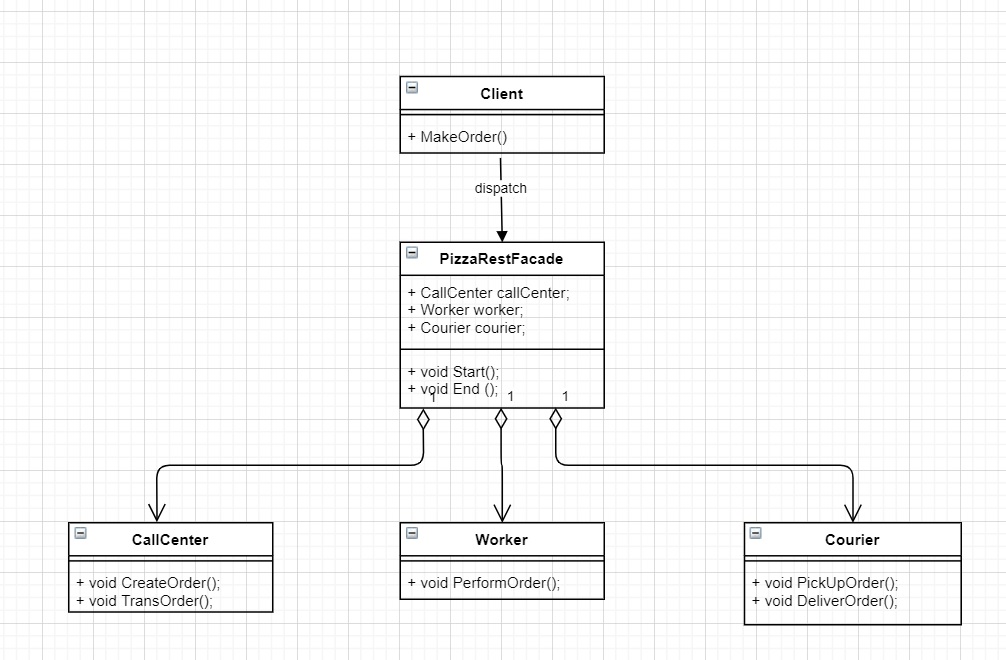 Client
+ MakeOrder()
dispatch
PizzaRestFacade
+ CallCenter callCenter;
+ Worker worker;
+ Courier courier;
+ void Start();
+ void End ();
1 1 1
CallCenter
+ void CreateOrder();
+ void TransOrder();
Worker
+ void PerformOrder();
Courier
+ void PickUpOrder();
+ void DeliverOrder();